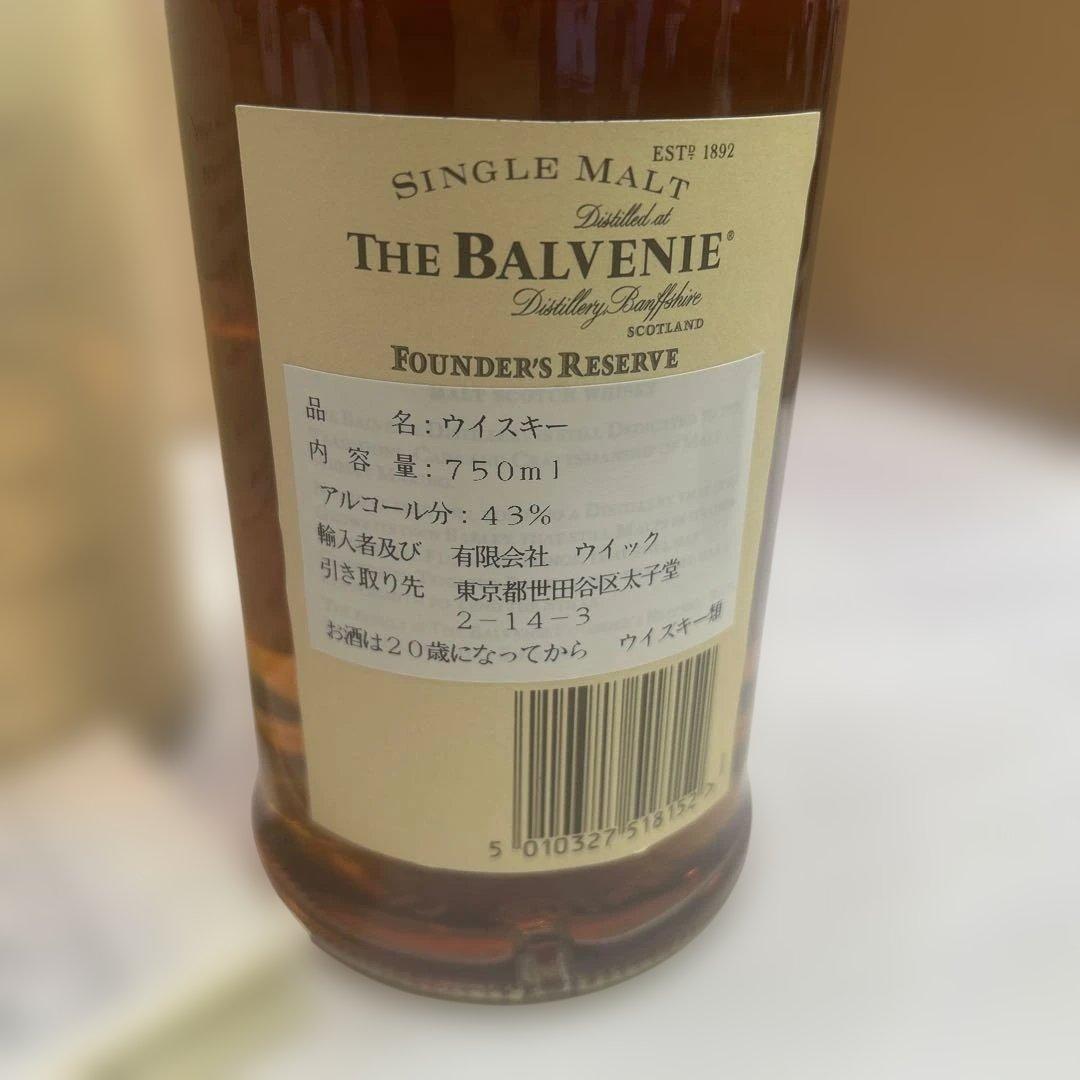 ESTD 1892
SINGLE MALT
Distilled at
THE BALVENIE®
Distillery, Banffshire
SCOTLAND
FOUNDER'S RESERVE
MALT SCOTCH WHISKY
品 名：ウイスキー
内 容 量：750ml
アルコール分：43%
輸入者及び 有限会社 ウイック
引き取り先 東京都世田谷区太子堂
2-14-3
お酒は20歳になってから ウイスキー類
5 010327 518152 >